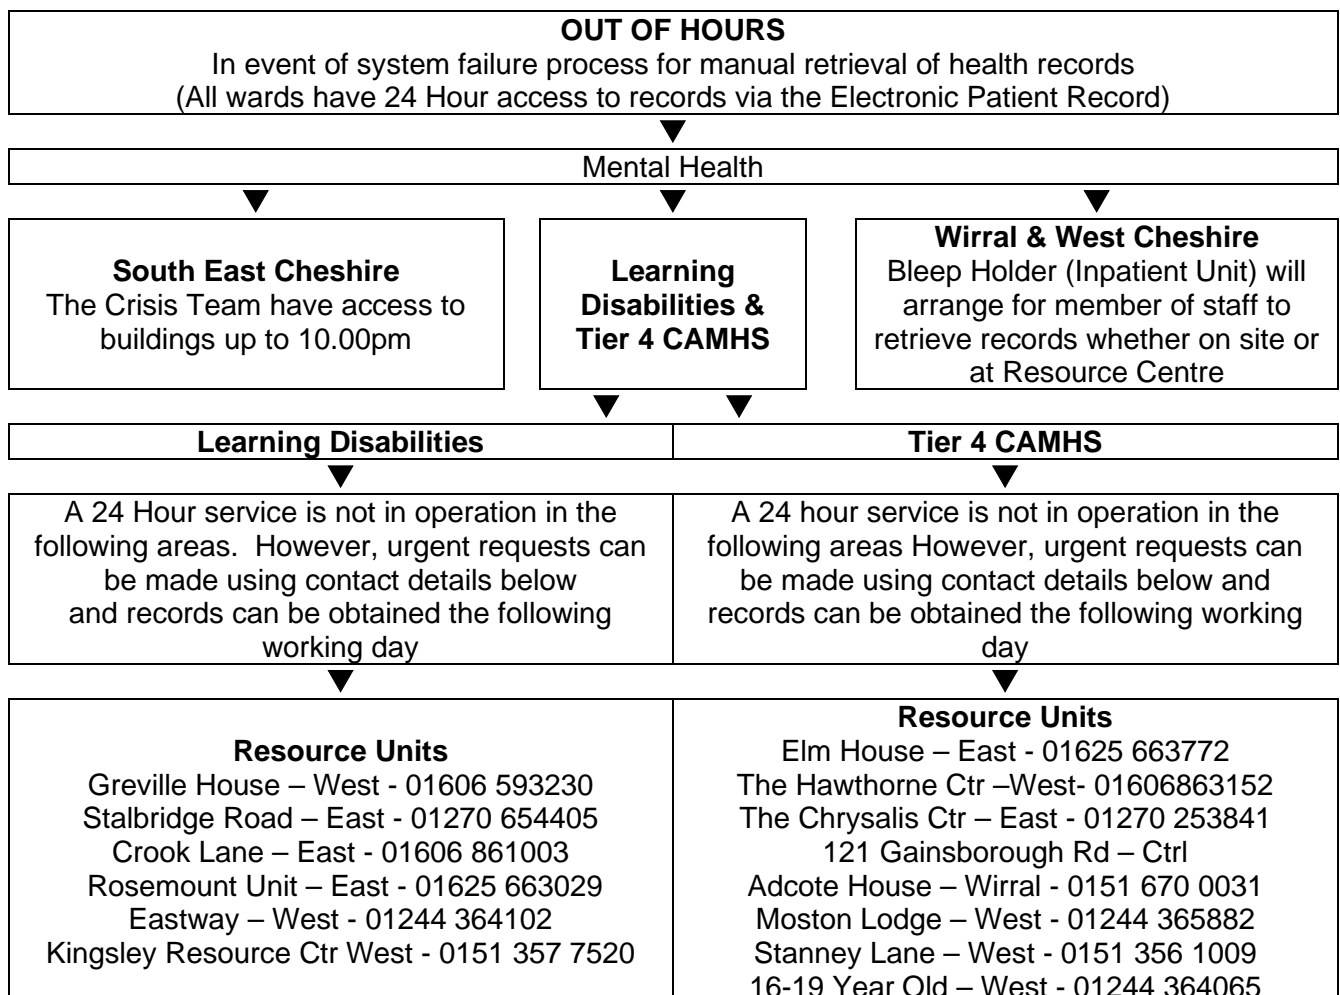 OUT OF HOURS
In event of system failure process for manual retrieval of health records
(All wards have 24 Hour access to records via the Electronic Patient Record)
Mental Health
South East Cheshire
The Crisis Team have access to
buildings up to 10.00pm
Learning
Disabilities &
Tier 4 CAMHS
Wirral & West Cheshire
Bleep Holder (Inpatient Unit) will
arrange for member of staff to
retrieve records whether on site or
at Resource Centre
Learning Disabilities
Tier 4 CAMHS
A 24 Hour service is not in operation in the
following areas.  However, urgent requests can
be made using contact details below
and records can be obtained the following
working day
A 24 hour service is not in operation in the
following areas However, urgent requests can
be made using contact details below and
records can be obtained the following working
day
Resource Units
Greville House – West - 01606 593230
Stalbridge Road – East - 01270 654405
Crook Lane – East - 01606 861003
Rosemount Unit – East - 01625 663029
Eastway – West - 01244 364102
Kingsley Resource Ctr West - 0151 357 7520
Resource Units
Elm House – East - 01625 663772
The Hawthorne Ctr –West- 01606863152
The Chrysalis Ctr – East - 01270 253841
121 Gainsborough Rd – Ctrl
Adcote House – Wirral - 0151 670 0031
Moston Lodge – West - 01244 365882
Stanney Lane – West - 0151 356 1009
16-19 Year Old – West - 01244 364065